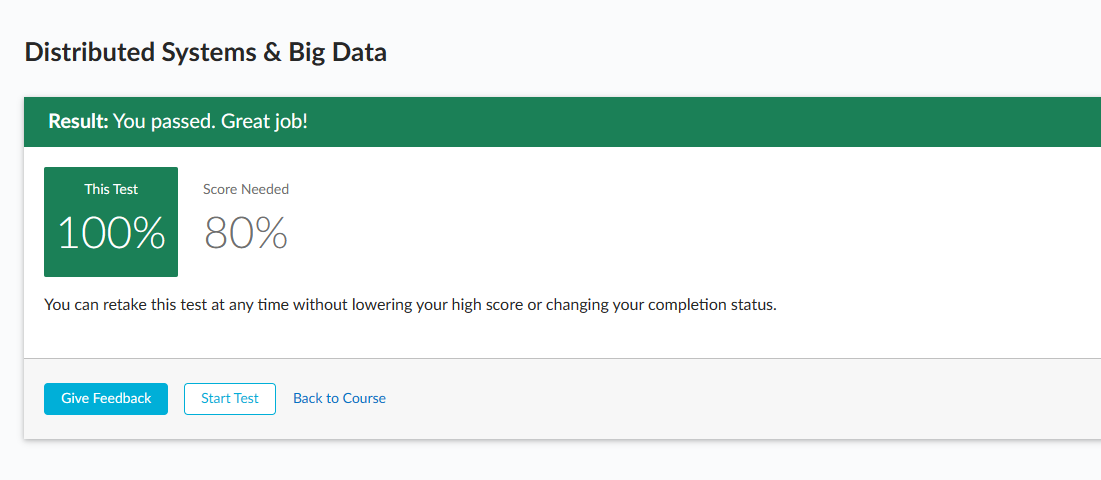 Distributed Systems & Big Data
Result: You passed. Great job!
This Test
100%
Score Needed
80%
You can retake this test at any time without lowering your high score or changing your completion status.
Give Feedback
Start Test
Back to Course